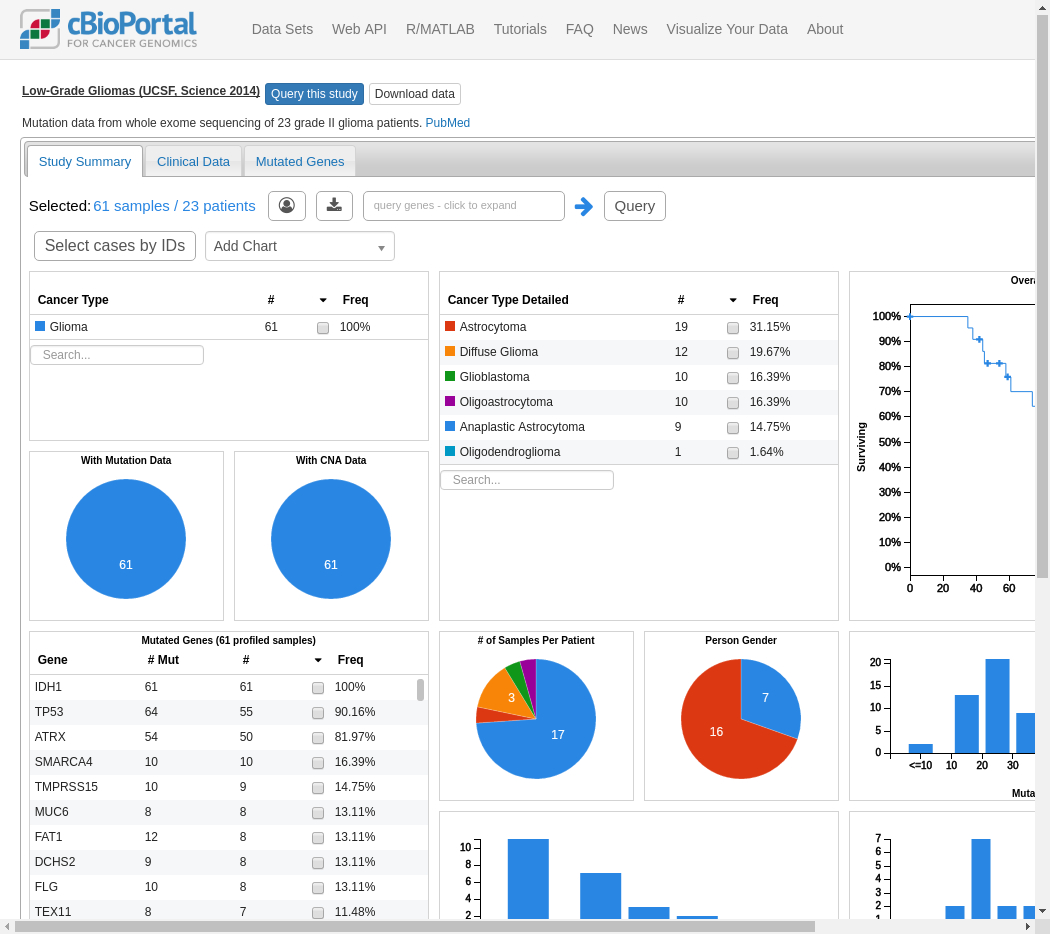 cBioPortal
FOR CANCER GENOMICS
Data Sets Web API R/MATLAB Tutorials FAQ News Visualize Your Data About
Low-Grade Gliomas (UCSF, Science 2014) Query this study Download data
Mutation data from whole exome sequencing of 23 grade II glioma patients. PubMed
Study Summary Clinical Data Mutated Genes
Selected: 61 samples / 23 patients query genes - click to expand Query
Select cases by IDs Add Chart
Cancer Type # Freq
Glioma 61 100%
Search...
Cancer Type Detailed # Freq
Astrocytoma 19 31.15%
Diffuse Glioma 12 19.67%
Glioblastoma 10 16.39%
Oligoastrocytoma 10 16.39%
Anaplastic Astrocytoma 9 14.75%
Oligodendroglioma 1 1.64%
Search...
Overa
100%
90%
80%
70%
60%
50%
40%
30%
20%
10%
0%
Surviving
0 20 40 60
With Mutation Data
61
With CNA Data
61
Mutated Genes (61 profiled samples)
Gene # Mut # Freq
IDH1 61 61 100%
TP53 64 55 90.16%
ATRX 54 50 81.97%
SMARCA4 10 10 16.39%
TMPRSS15 10 9 14.75%
MUC6 8 8 13.11%
FAT1 12 8 13.11%
DCHS2 9 8 13.11%
FLG 10 8 13.11%
TEX11 8 7 11.48%
# of Samples Per Patient
3
17
Person Gender
7
16
20
15
10
5
0
<=10 10 20 30
Muta
10
8
6
4
2
7
6
5
4
3
2
1